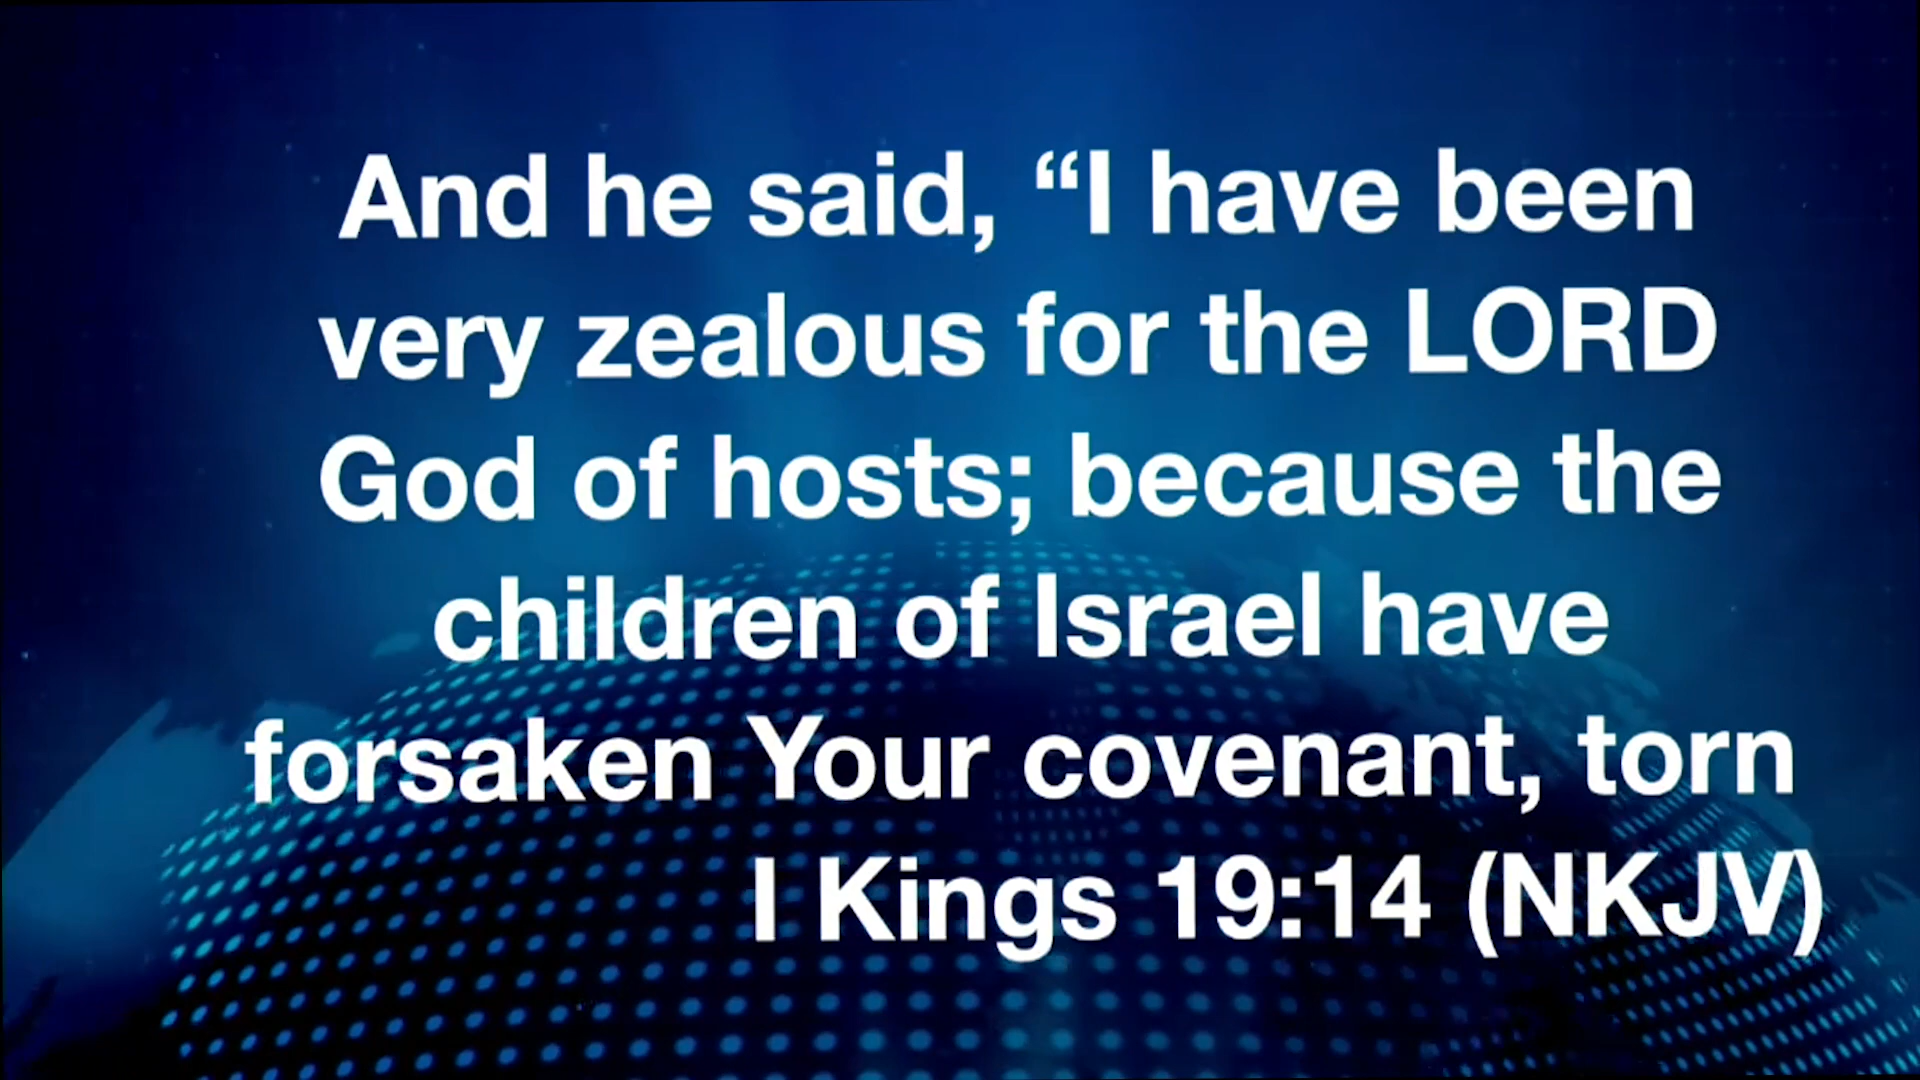 And he said, “I have been
very zealous for the LORD
God of hosts; because the
children of Israel have
forsaken Your covenant, torn
I Kings 19:14 (NKJV)